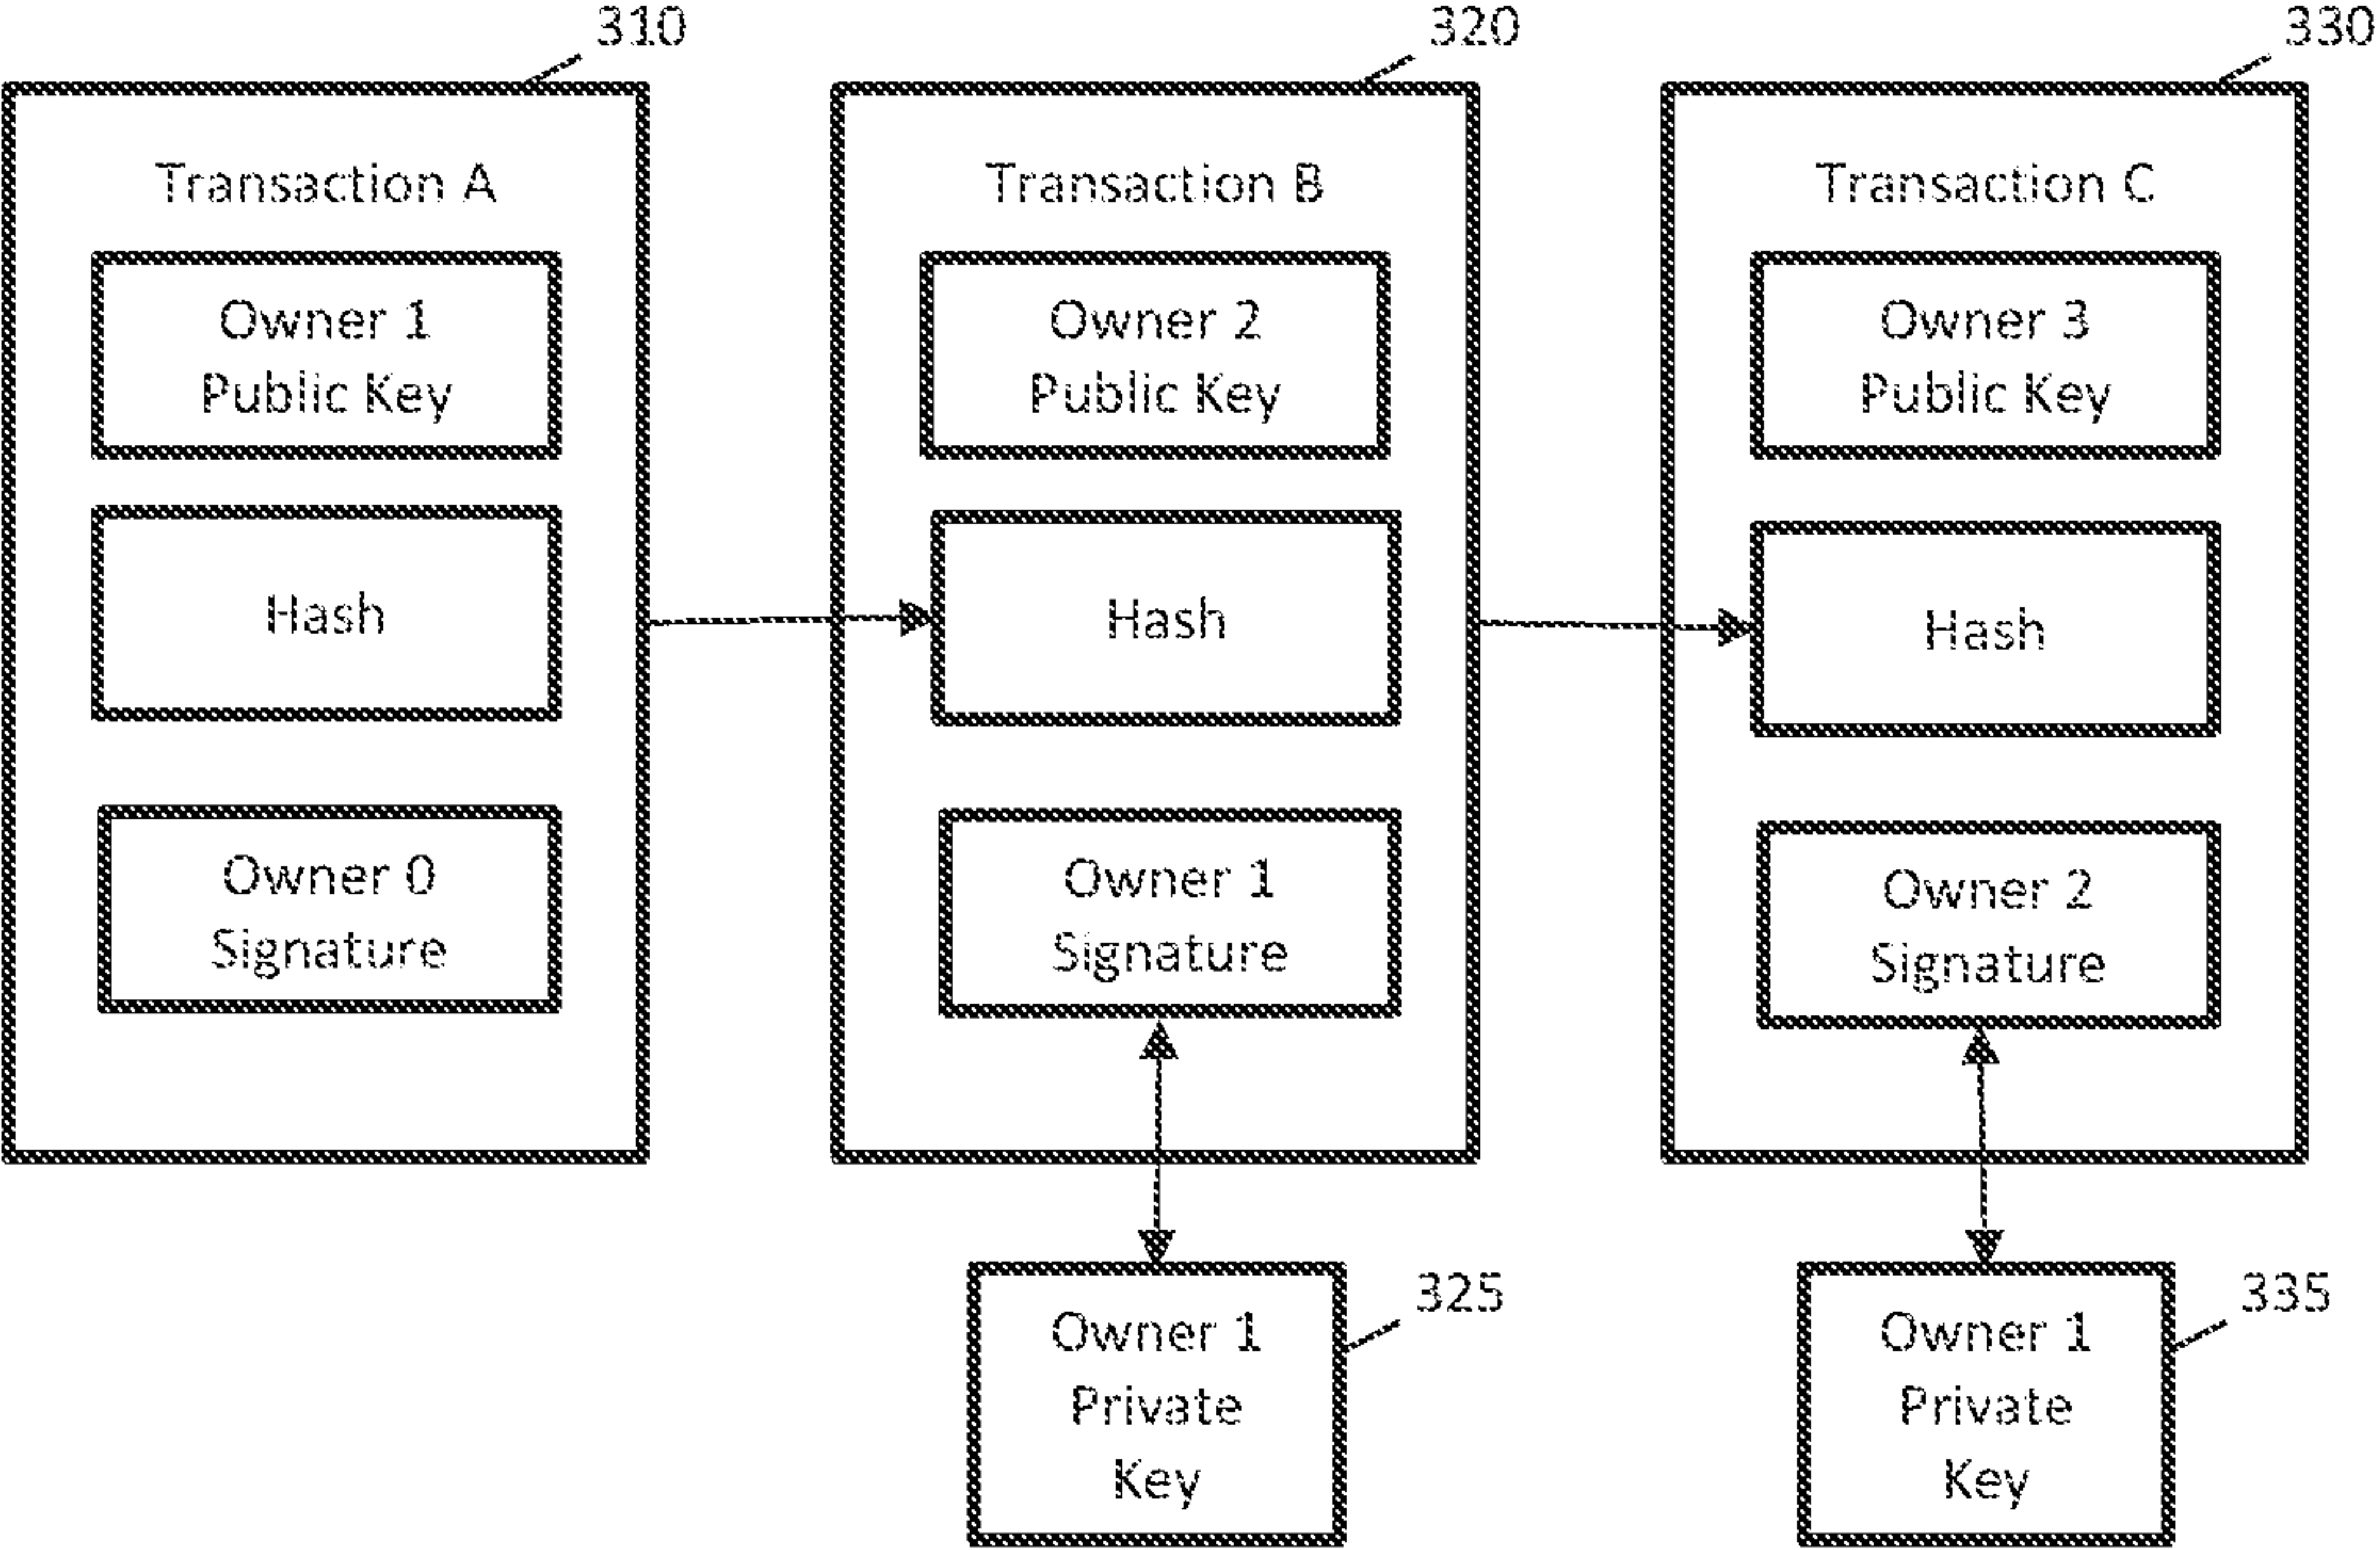 310
320
330
Transaction A
Transaction B
Transaction C
Owner 1
Public Key
Owner 2
Public Key
Owner 3
Public Key
Hash
Hash
Hash
Owner 0
Signature
Owner 1
Signature
Owner 2
Signature
325
335
Owner 1
Private
Key
Owner 1
Private
Key